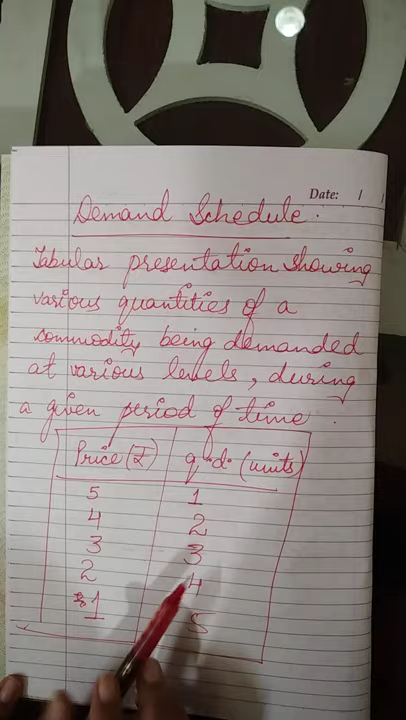 Date: / /
Demand Schedule.
Tabular presentation showing
various quantities of a
commodity being demanded
at various levels, during
a given period of time.
Price (₹) q.d. (units)
5 1
4 2
3 3
2 4
1 5